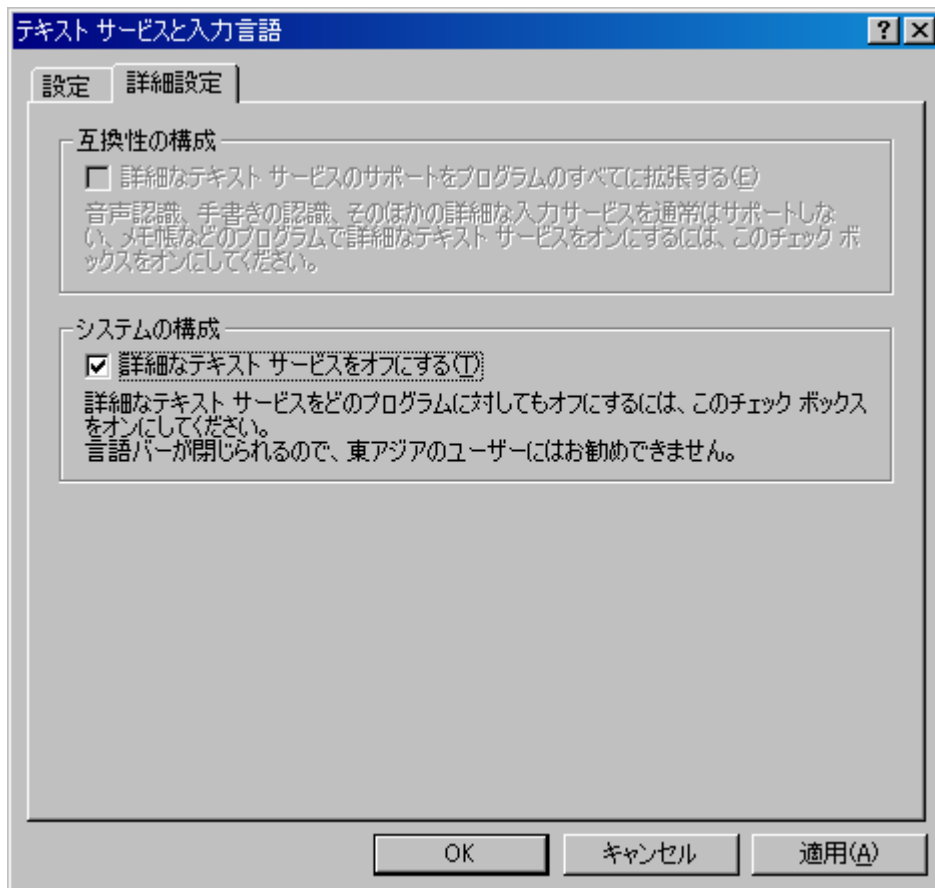 テキスト サービスと入力言語
設定
詳細設定
互換性の構成
詳細なテキスト サービスのサポートをプログラムのすべてに拡張する(E)
音声認識、手書きの認識、そのほかの詳細な入力サービスを通常はサポートしな
い、メモ帳などのプログラムで詳細なテキスト サービスをオンにするには、このチェック ボ
ックスをオンにしてください。
システムの構成
詳細なテキスト サービスをオフにする(T)
詳細なテキスト サービスをどのプログラムに対してもオフにするには、このチェック ボックス
をオンにしてください。
言語バーが閉じられるので、東アジアのユーザーにはお勧めできません。
OK
キャンセル
適用(A)